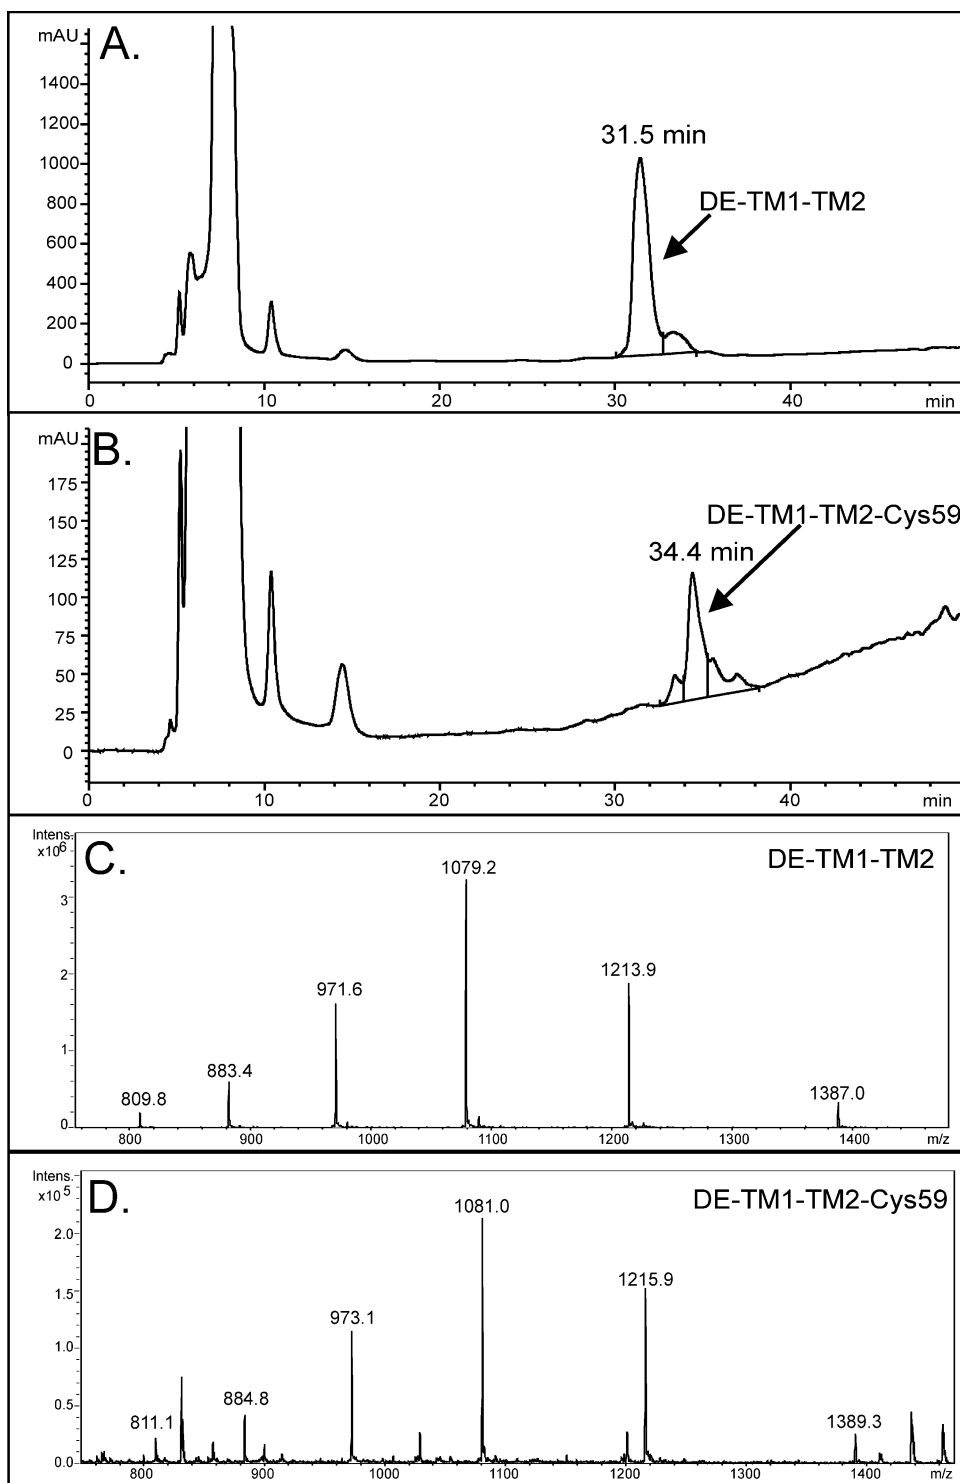 mAU
A.
1400
1200
1000
800
600
400
200
0
31.5 min
DE-TM1-TM2
0 10 20 30 40 min
mAU
B.
175
150
125
100
75
50
25
0
DE-TM1-TM2-Cys59
34.4 min
0 10 20 30 40 min
Intens.
x10⁶
C.
DE-TM1-TM2
3
2
1
0
809.8
883.4
971.6
1079.2
1213.9
1387.0
800 900 1000 1100 1200 1300 1400 m/z
Intens.
x10⁵
D.
DE-TM1-TM2-Cys59
2.0
1.5
1.0
0.5
0.0
811.1
884.8
973.1
1081.0
1215.9
1389.3
800 900 1000 1100 1200 1300 1400 m/z